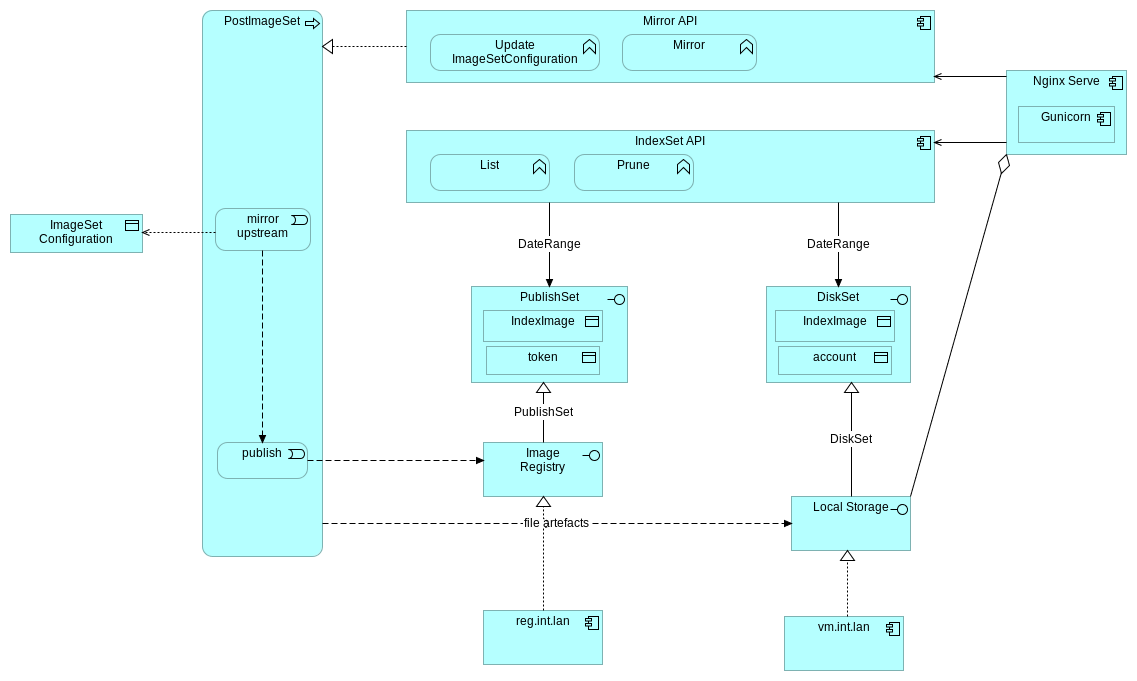 PostImageSet
Mirror API
Update
ImageSetConfiguration
Mirror
Nginx Serve
Gunicorn
IndexSet API
List
Prune
ImageSet
Configuration
mirror
upstream
DateRange
DateRange
PublishSet
IndexImage
token
DiskSet
IndexImage
account
PublishSet
DiskSet
publish
Image
Registry
Local Storage
file artefacts
reg.int.lan
vm.int.lan